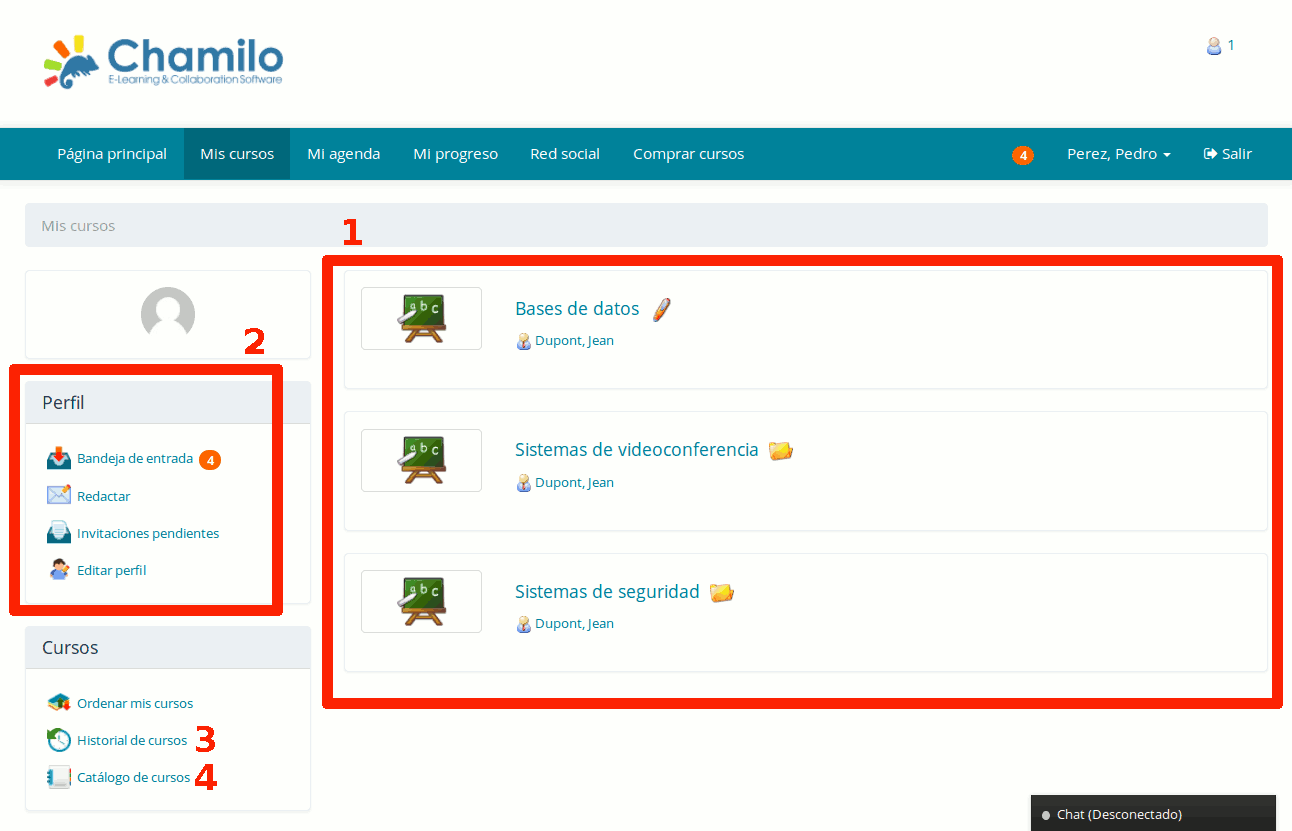 Chamilo
E-Learning & Collaboration Software
1
Página principal Mis cursos Mi agenda Mi progreso Red social Comprar cursos 4 Perez, Pedro Salir
Mis cursos
1
2
Perfil
Bandeja de entrada 4
Redactar
Invitaciones pendientes
Editar perfil
Cursos
Ordenar mis cursos
Historial de cursos 3
Catálogo de cursos 4
abc
Bases de datos
Dupont, Jean
abc
Sistemas de videoconferencia
Dupont, Jean
abc
Sistemas de seguridad
Dupont, Jean
Chat (Desconectado)